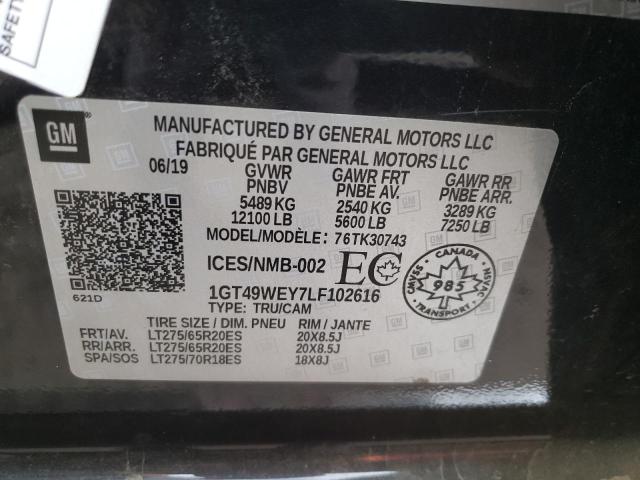 SAFETY
GM
MANUFACTURED BY GENERAL MOTORS LLC
FABRIQUÉ PAR GENERAL MOTORS LLC
06/19 GVWR GAWR FRT GAWR RR
PNBV PNBE AV. PNBE ARR.
5489 KG 2540 KG 3289 KG
12100 LB 5600 LB 7250 LB
MODEL/MODÈLE: 76TK30743
ICES/NMB-002 EC
CANADA
CMVSS 985 NSVAC
621D
1GT49WEY7LF102616
TYPE: TRU/CAM
TIRE SIZE / DIM. PNEU RIM / JANTE
FRT/AV. LT275/65R20ES 20X8.5J
RR/ARR. LT275/65R20ES 20X8.5J
SPA/SOS LT275/70R18ES 18X8J